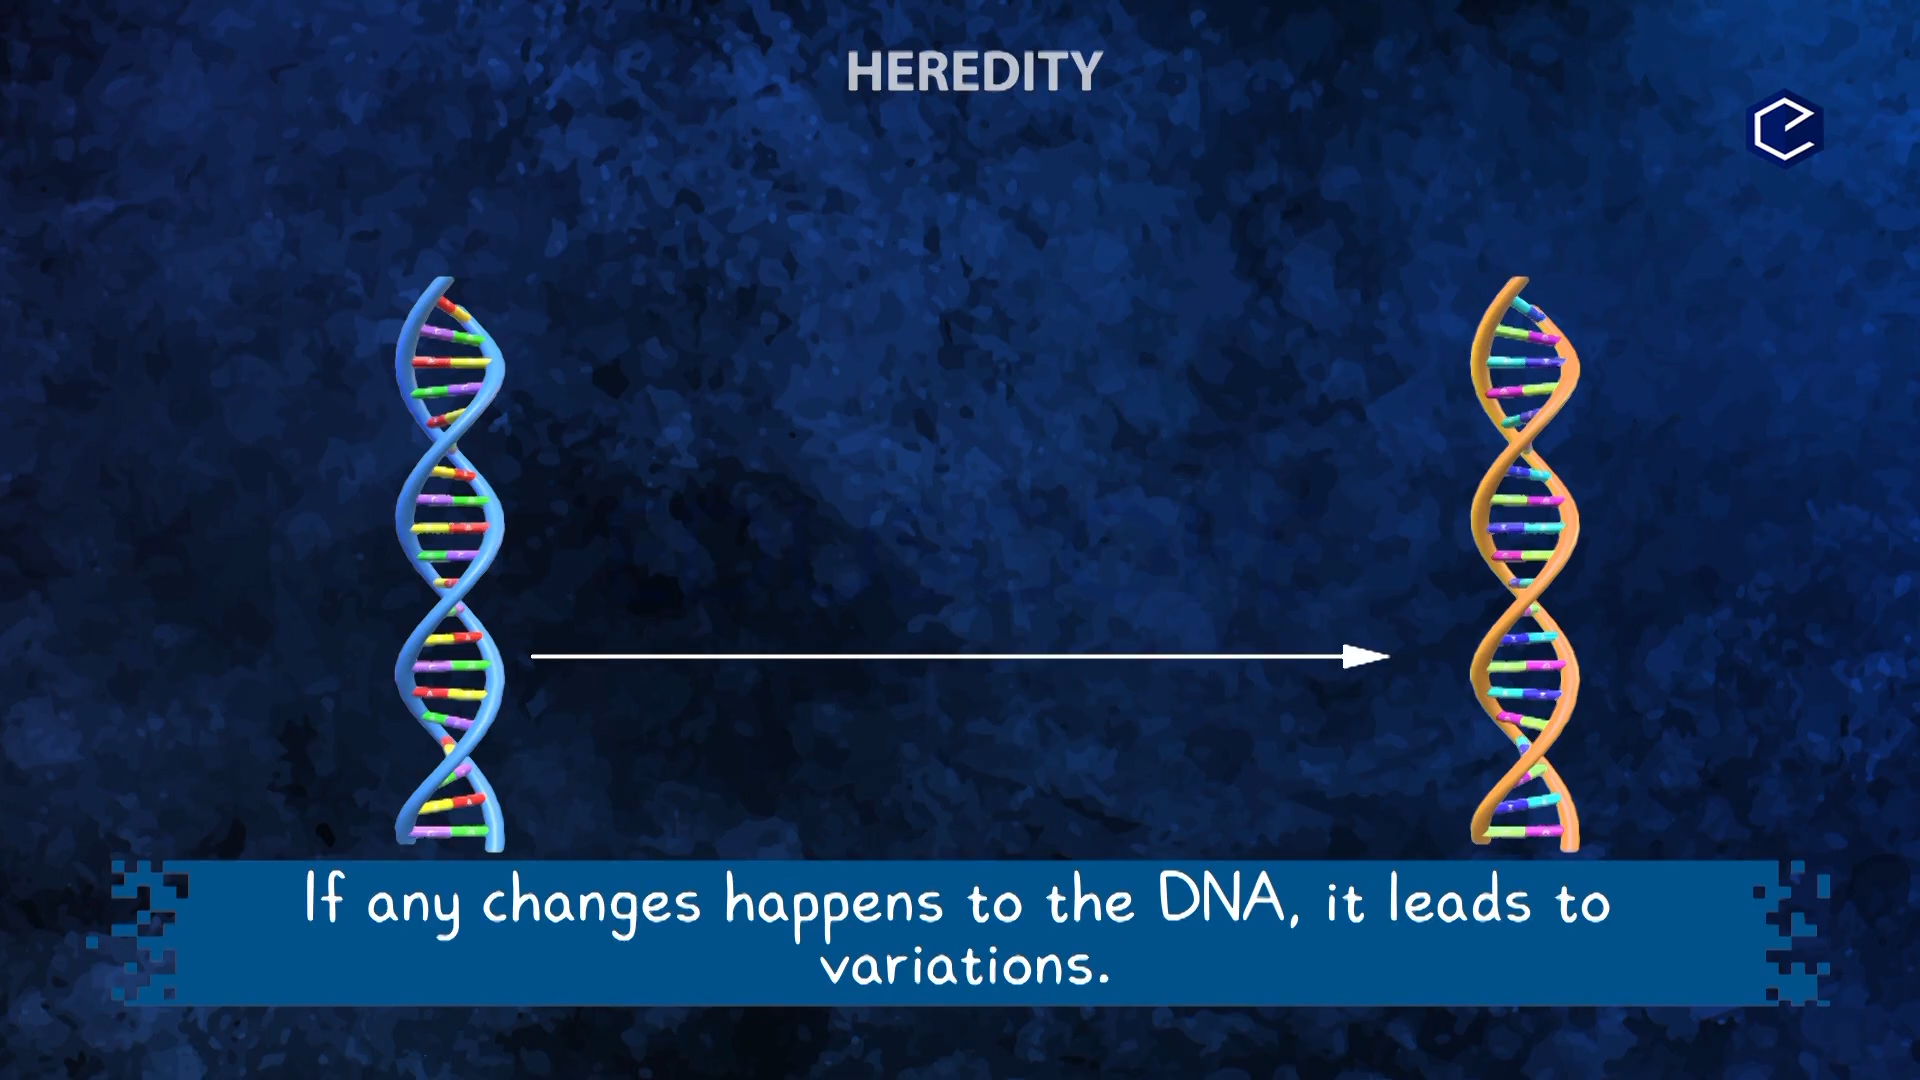 HEREDITY
If any changes happens to the DNA, it leads to
variations.